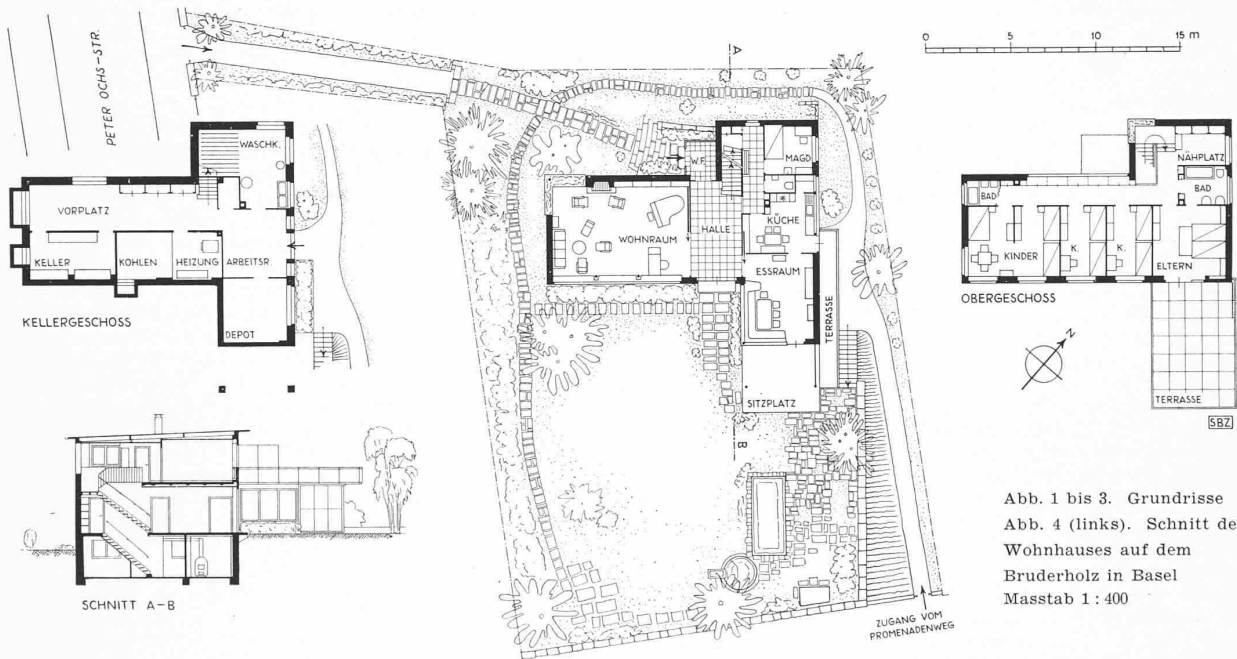 PETER OCHS-STR.
WASCHK.
VORPLATZ
KELLER
KOHLEN
HEIZUNG
ARBEITSR.
DEPOT
KELLERGESCHOSS
SCHNITT A-B
A
W.F.
MAGD
KÜCHE
WOHNRAUM
HALLE
ESSRAUM
TERRASSE
SITZPLATZ
B
ZUGANG VOM
PROMENADENWEG
0 5 10 15 m
NÄHPLATZ
BAD
BAD
KINDER
K.
K.
ELTERN
OBERGESCHOSS
N
TERRASSE
SBZ
Abb. 1 bis 3. Grundrisse
Abb. 4 (links). Schnitt de
Wohnhauses auf dem
Bruderholz in Basel
Masstab 1 : 400